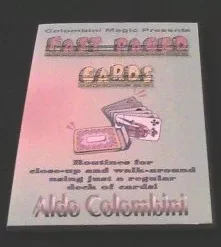 Colombini Magic Presents
FAST PACED
CARDS
Routines for
close-up and walk-around
using just a regular
deck of cards!
Aldo Colombini